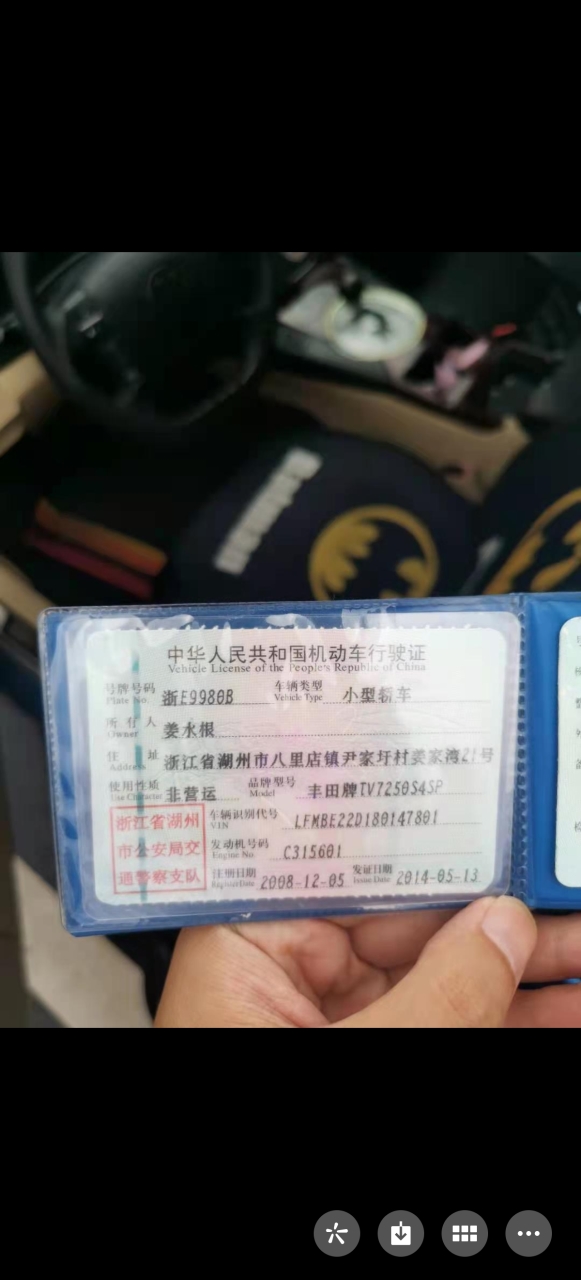 Batman
中华人民共和国机动车行驶证
Vehicle License of the People's Republic of China
号牌号码 浙E9980B 车辆类型 小型轿车
Plate No. Vehicle Type
所有人 姜水根
Owner
住址 浙江省湖州市八里店镇尹家圩村姜家湾21号
Address
使用性质 非营运 品牌型号 丰田牌TV7250S4SP
Use Character Model
浙江省湖州
市公安局交
通警察支队
车辆识别代号 LFMBE22D180147801
VIN
发动机号码 C315601
Engine No.
注册日期 2008-12-05 发证日期 2014-05-13
Register Date Issue Date